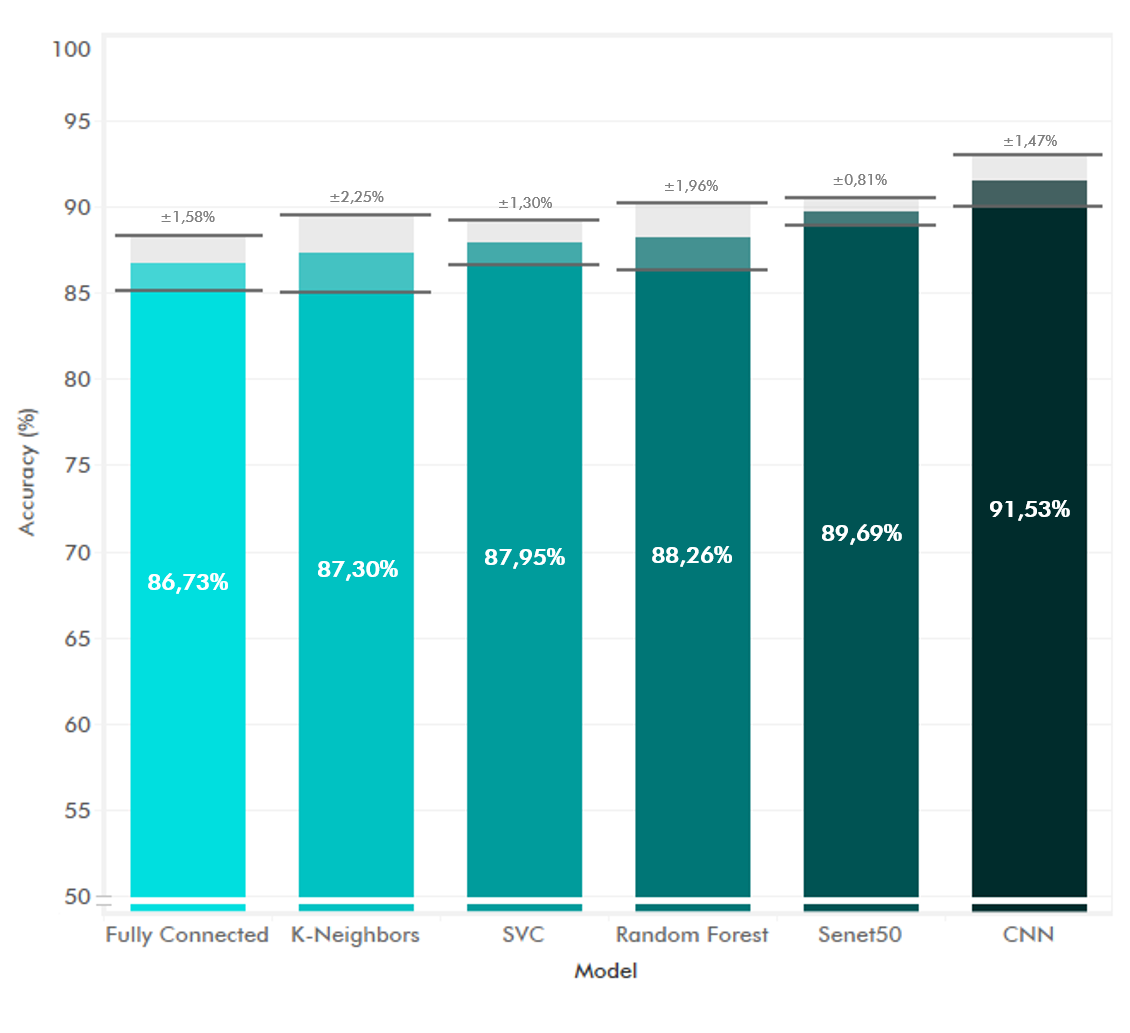 100
95
90
85
80
75
70
65
60
55
50
Accuracy (%)
±1,58%
±2,25%
±1,30%
±1,96%
±0,81%
±1,47%
86,73%
87,30%
87,95%
88,26%
89,69%
91,53%
Fully Connected
K-Neighbors
SVC
Random Forest
Senet50
CNN
Model